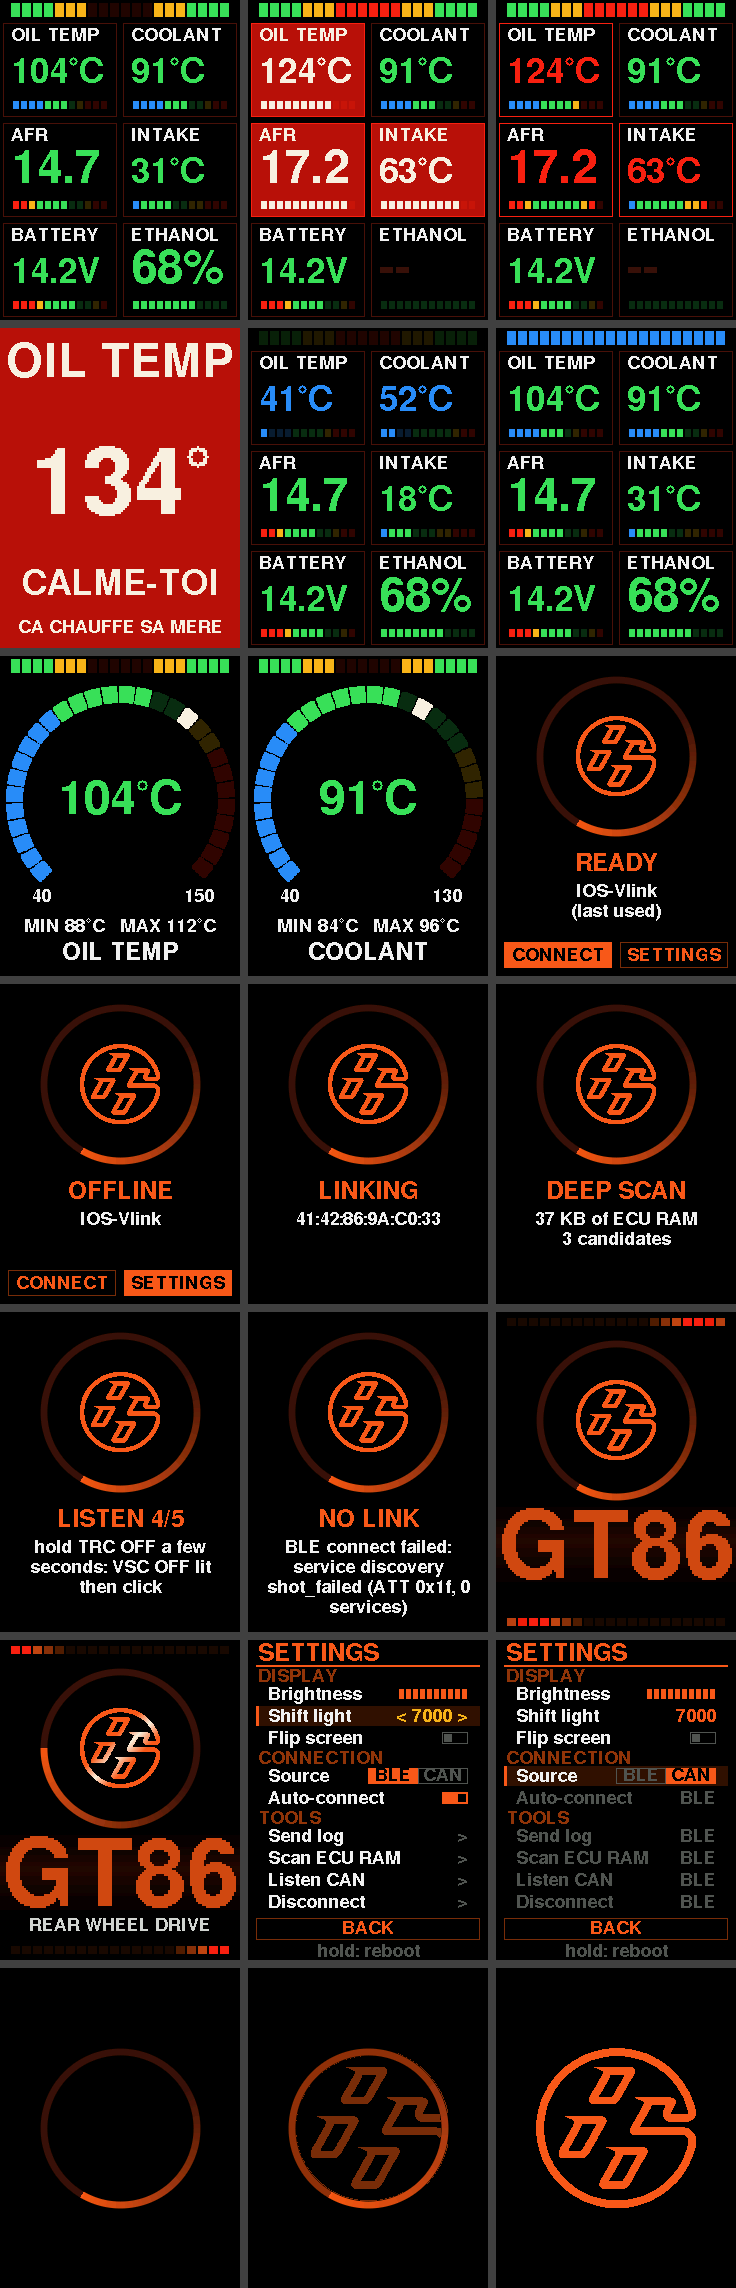 OIL TEMP COOLANT
104°C 91°C
AFR INTAKE
14.7 31°C
BATTERY ETHANOL
14.2V 68%
OIL TEMP COOLANT
124°C 91°C
AFR INTAKE
17.2 63°C
BATTERY ETHANOL
14.2V --
OIL TEMP COOLANT
124°C 91°C
AFR INTAKE
17.2 63°C
BATTERY ETHANOL
14.2V --
OIL TEMP
134°
CALME-TOI
CA CHAUFFE SA MERE
OIL TEMP COOLANT
41°C 52°C
AFR INTAKE
14.7 18°C
BATTERY ETHANOL
14.2V 68%
OIL TEMP COOLANT
104°C 91°C
AFR INTAKE
14.7 31°C
BATTERY ETHANOL
14.2V 68%
104°C
40 150
MIN 88°C MAX 112°C
OIL TEMP
91°C
40 130
MIN 84°C MAX 96°C
COOLANT
READY
IOS-Vlink
(last used)
CONNECT SETTINGS
OFFLINE
IOS-Vlink
CONNECT SETTINGS
LINKING
41:42:86:9A:C0:33
DEEP SCAN
37 KB of ECU RAM
3 candidates
LISTEN 4/5
hold TRC OFF a few
seconds: VSC OFF lit
then click
NO LINK
BLE connect failed:
service discovery
shot_failed (ATT 0x1f, 0
services)
GT86
GT86
REAR WHEEL DRIVE
SETTINGS
DISPLAY
Brightness
Shift light < 7000 >
Flip screen
CONNECTION
Source BLE CAN
Auto-connect
TOOLS
Send log >
Scan ECU RAM >
Listen CAN >
Disconnect >
BACK
hold: reboot
SETTINGS
DISPLAY
Brightness
Shift light 7000
Flip screen
CONNECTION
Source BLE CAN
Auto-connect BLE
TOOLS
Send log BLE
Scan ECU RAM BLE
Listen CAN BLE
Disconnect BLE
BACK
hold: reboot